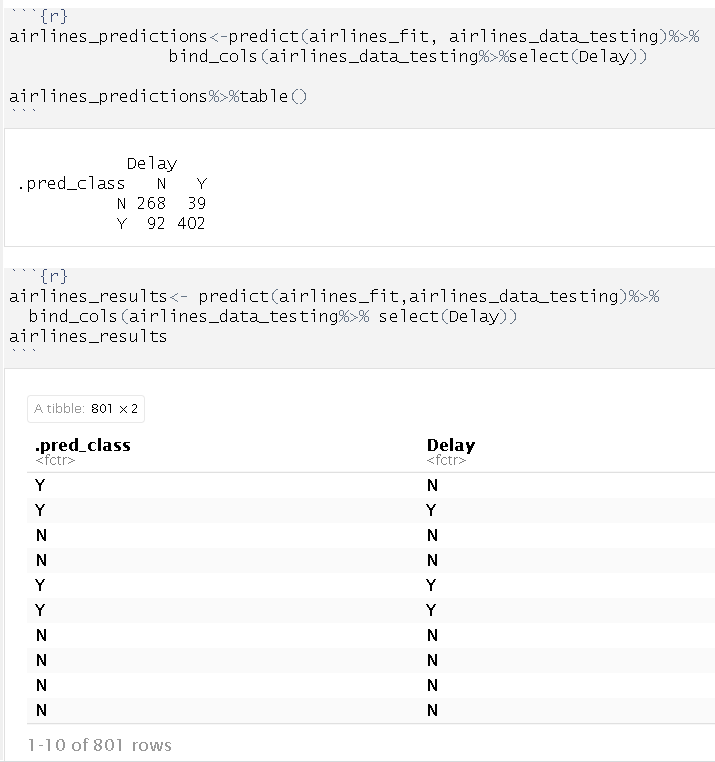 ```{r}
airlines_predictions<-predict(airlines_fit, airlines_data_testing)%>%
bind_cols(airlines_data_testing%>%select(Delay))
airlines_predictions%>%table()
```
Delay
.pred_class N Y
N 268 39
Y 92 402
```{r}
airlines_results<- predict(airlines_fit,airlines_data_testing)%>%
bind_cols(airlines_data_testing%>% select(Delay))
airlines_results
```
A tibble: 801 × 2
.pred_class Delay
<fctr> <fctr>
Y N
Y Y
N N
N N
Y Y
Y Y
N N
N N
N N
N N
1-10 of 801 rows